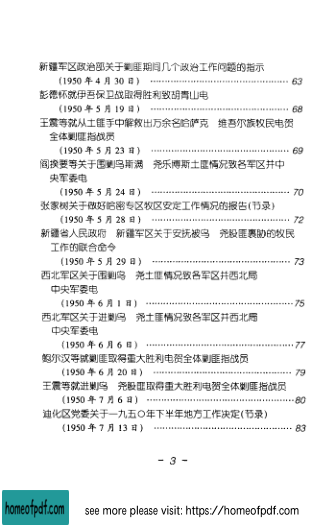 新疆军区政治部关于剿匪期间几个政治工作问题的指示
(1950 年 4 月 30 日) ………………………… 63
彭德怀就伊吾保卫战取得胜利致胡青山电
(1950 年 5 月 19 日) ………………………… 68
王震等就从土匪手中解救出万余名哈萨克 维吾尔族牧民电贺
全体剿匪指战员
(1950 年 5 月 23 日) ………………………… 69
阎揆要等关于围剿乌斯满 尧乐博斯土匪情况致各军区并中
央军委电
(1950 年 5 月 24 日) ………………………… 70
张家树关于做好哈密专区牧区安定工作情况的报告(节录)
(1950 年 5 月 28 日) ………………………… 72
新疆省人民政府 新疆军区关于安抚被乌 尧股匪裹胁的牧民
工作的联合命令
(1950 年 5 月 29 日) ………………………… 73
西北军区关于围剿乌 尧土匪情况致各军区并西北局
中央军委电
(1950 年 6 月 1 日) ………………………… 75
西北军区关于进剿乌 尧土匪情况致各军区并西北局
中央军委电
(1950 年 6 月 6 日) ………………………… 77
鲍尔汉等就剿匪取得重大胜利电贺全体剿匪指战员
(1950 年 6 月 20 日) ………………………… 79
王震等就进剿乌 尧股匪取得重大胜利电贺全体剿匪指战员
(1950 年 7 月 6 日) ………………………… 80
迪化区党委关于一九五〇年下半年地方工作决定(节录)
(1950 年 7 月 13 日) ………………………… 83
- 3 -
homeofpdf.com
see more please visit: https://homeofpdf.com